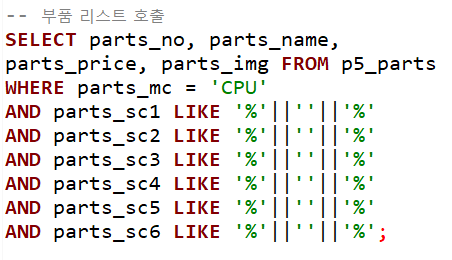 -- 부품 리스트 호출
SELECT parts_no, parts_name,
parts_price, parts_img FROM p5_parts
WHERE parts_mc = 'CPU'
AND parts_sc1 LIKE '%'||''||'%'
AND parts_sc2 LIKE '%'||''||'%'
AND parts_sc3 LIKE '%'||''||'%'
AND parts_sc4 LIKE '%'||''||'%'
AND parts_sc5 LIKE '%'||''||'%'
AND parts_sc6 LIKE '%'||''||'%';